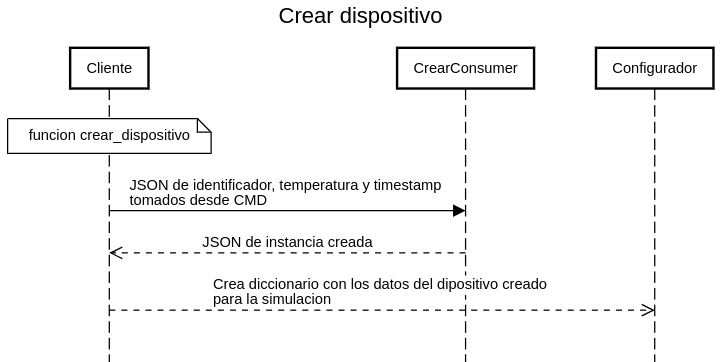 Crear dispositivo
Cliente
CrearConsumer
Configurador
funcion crear_dispositivo
JSON de identificador, temperatura y timestamp
tomados desde CMD
JSON de instancia creada
Crea diccionario con los datos del dipositivo creado
para la simulacion